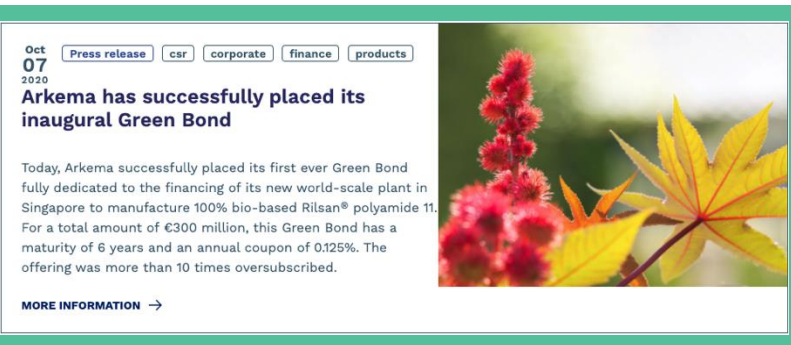 Oct
07
2020
Press release csr corporate finance products
Arkema has successfully placed its
inaugural Green Bond
Today, Arkema successfully placed its first ever Green Bond
fully dedicated to the financing of its new world-scale plant in
Singapore to manufacture 100% bio-based Rilsan® polyamide 11.
For a total amount of €300 million, this Green Bond has a
maturity of 6 years and an annual coupon of 0.125%. The
offering was more than 10 times oversubscribed.
MORE INFORMATION →